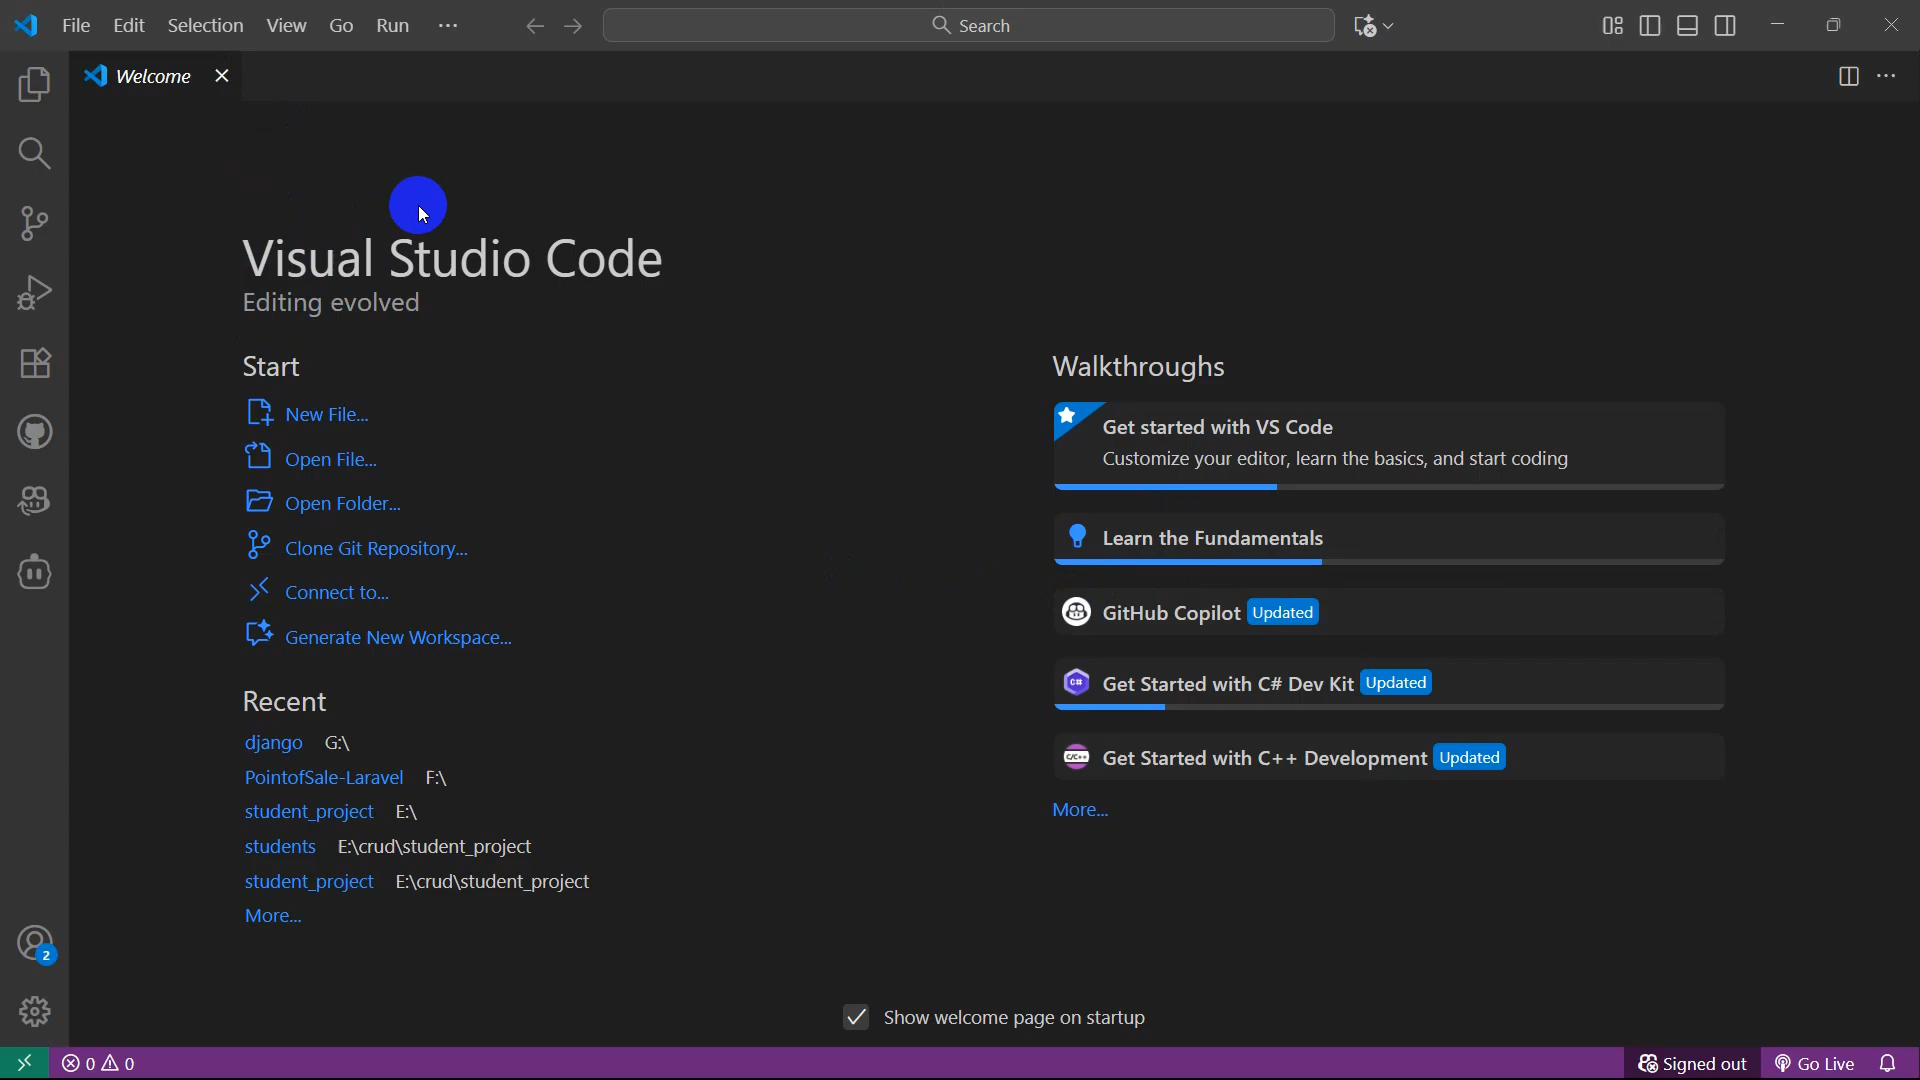 File Edit Selection View Go Run ··· Search
Welcome
Visual Studio Code
Editing evolved
Start
New File...
Open File...
Open Folder...
Clone Git Repository...
Connect to...
Generate New Workspace...
Recent
django G:\
PointofSale-Laravel F:\
student_project E:\
students E:\crud\student_project
student_project E:\crud\student_project
More...
Walkthroughs
Get started with VS Code
Customize your editor, learn the basics, and start coding
Learn the Fundamentals
GitHub Copilot Updated
C# Get Started with C# Dev Kit Updated
C/C++ Get Started with C++ Development Updated
More...
2
Show welcome page on startup
0 0 Signed out Go Live